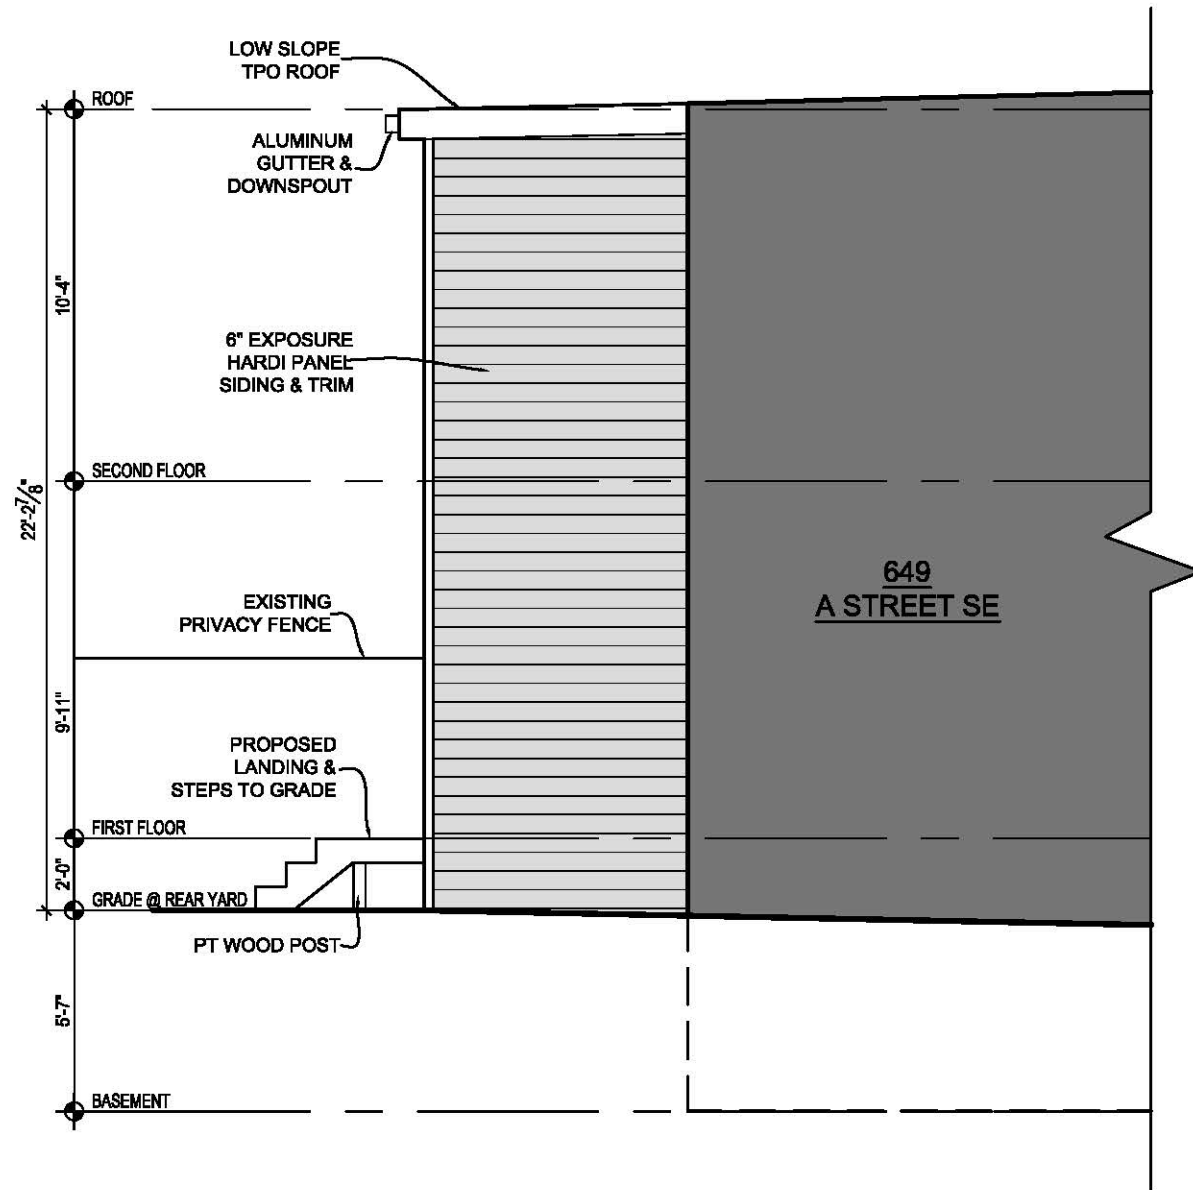 LOW SLOPE
TPO ROOF
ROOF
ALUMINUM
GUTTER &
DOWNSPOUT
10'-4"
6" EXPOSURE
HARDI PANEL
SIDING & TRIM
SECOND FLOOR
22'-2⅞"
649
A STREET SE
EXISTING
PRIVACY FENCE
9'-11"
PROPOSED
LANDING &
STEPS TO GRADE
FIRST FLOOR
2'-0"
GRADE @ REAR YARD
PT WOOD POST
5'-7"
BASEMENT